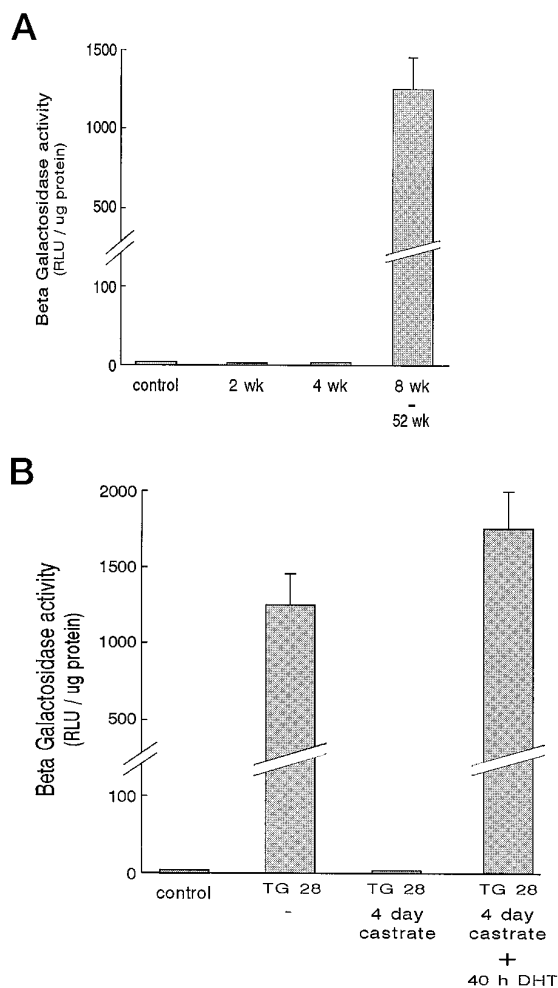 A
Beta Galactosidase activity
(RLU / ug protein)
1500
1000
500
100
0
control 2 wk 4 wk 8 wk
-
52 wk
B
Beta Galactosidase activity
(RLU / ug protein)
2000
1500
1000
500
100
0
control TG 28 TG 28 TG 28
- 4 day 4 day
castrate castrate
+
40 h DHT